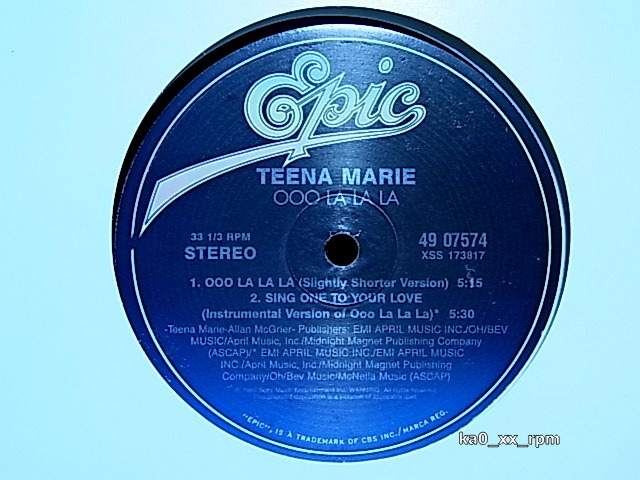 Epic
TEENA MARIE
OOO LA LA LA
33 1/3 RPM
STEREO
49 07574
XSS 173817
1. OOO LA LA LA (Slightly Shorter Version) 5:15
2. SING ONE TO YOUR LOVE
(Instrumental Version of Ooo La La La)* 5:30
-Teena Marie-Allan McGrier- Publishers: EMI APRIL MUSIC INC./OH/BEV
MUSIC/April Music, Inc./Midnight Magnet Publishing Company
(ASCAP)/* EMI APRIL MUSIC INC./EMI APRIL MUSIC
INC./April Music, Inc./Midnight Magnet Publishing
Company/Oh/Bev Music/McNella Music (ASCAP)
"EPIC", IS A TRADEMARK OF CBS INC./MARCA REG.
ka0_xx_rpm